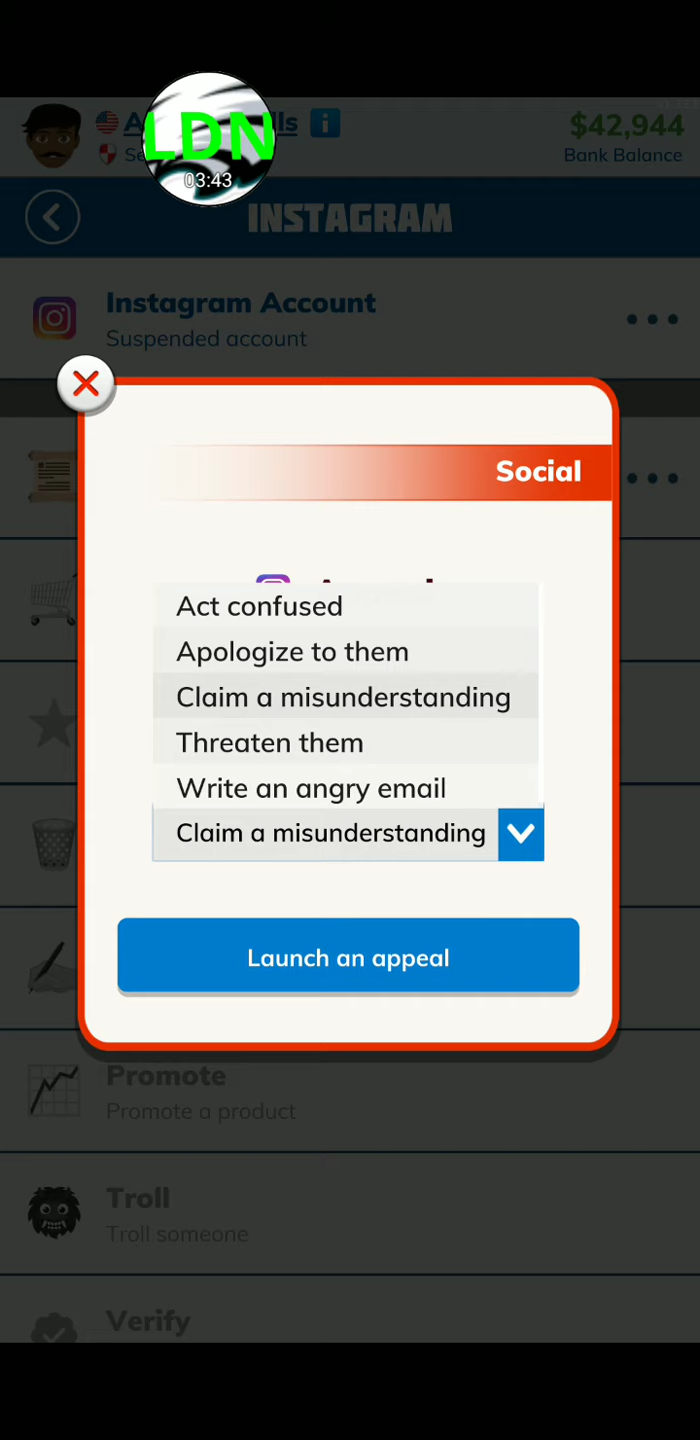 LDN
03:43
$42,944
Bank Balance
INSTAGRAM
Instagram Account
Suspended account
Social
Act confused
Apologize to them
Claim a misunderstanding
Threaten them
Write an angry email
Claim a misunderstanding
Launch an appeal
Promote
Promote a product
Troll
Troll someone
Verify